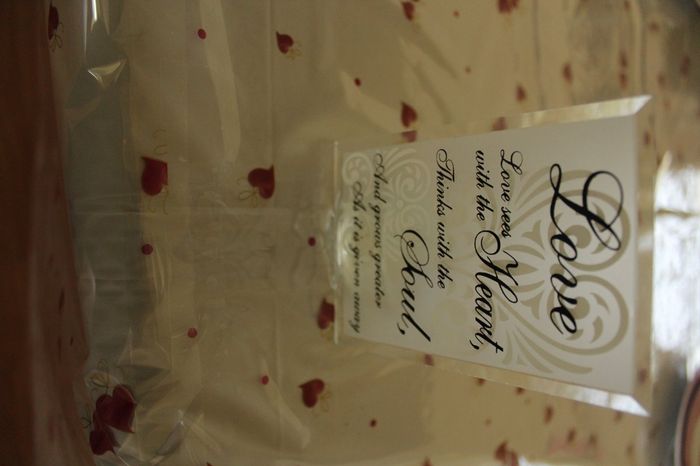 Love
Love sees
with the Heart,
Thinks with the
Soul,
And grows greater
As it is given away